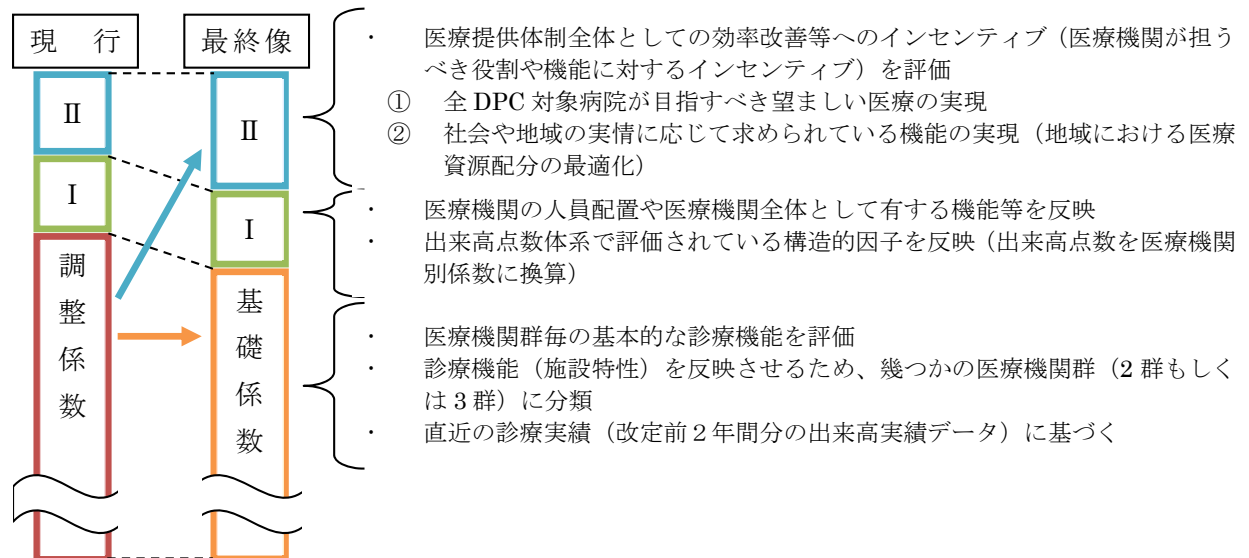 現 行
最終像
Ⅱ
Ⅰ
調整係数
Ⅱ
Ⅰ
基礎係数
・ 医療提供体制全体としての効率改善等へのインセンティブ（医療機関が担う
べき役割や機能に対するインセンティブ）を評価
① 全 DPC 対象病院が目指すべき望ましい医療の実現
② 社会や地域の実情に応じて求められている機能の実現（地域における医療
資源配分の最適化）
・ 医療機関の人員配置や医療機関全体として有する機能等を反映
・ 出来高点数体系で評価されている構造的因子を反映（出来高点数を医療機関
別係数に換算）
・ 医療機関群毎の基本的な診療機能を評価
・ 診療機能（施設特性）を反映させるため、幾つかの医療機関群（2 群もしく
は 3 群）に分類
・ 直近の診療実績（改定前２年間分の出来高実績データ）に基づく